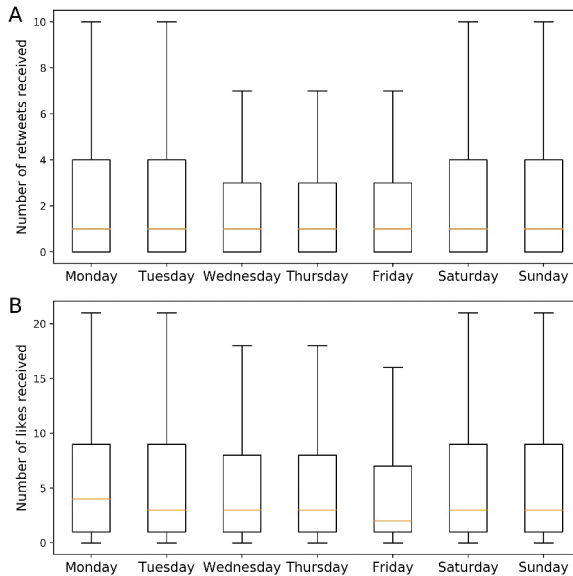 A
Number of retweets received
10
8
6
4
2
0
Monday Tuesday Wednesday Thursday Friday Saturday Sunday
B
Number of likes received
20
15
10
5
0
Monday Tuesday Wednesday Thursday Friday Saturday Sunday